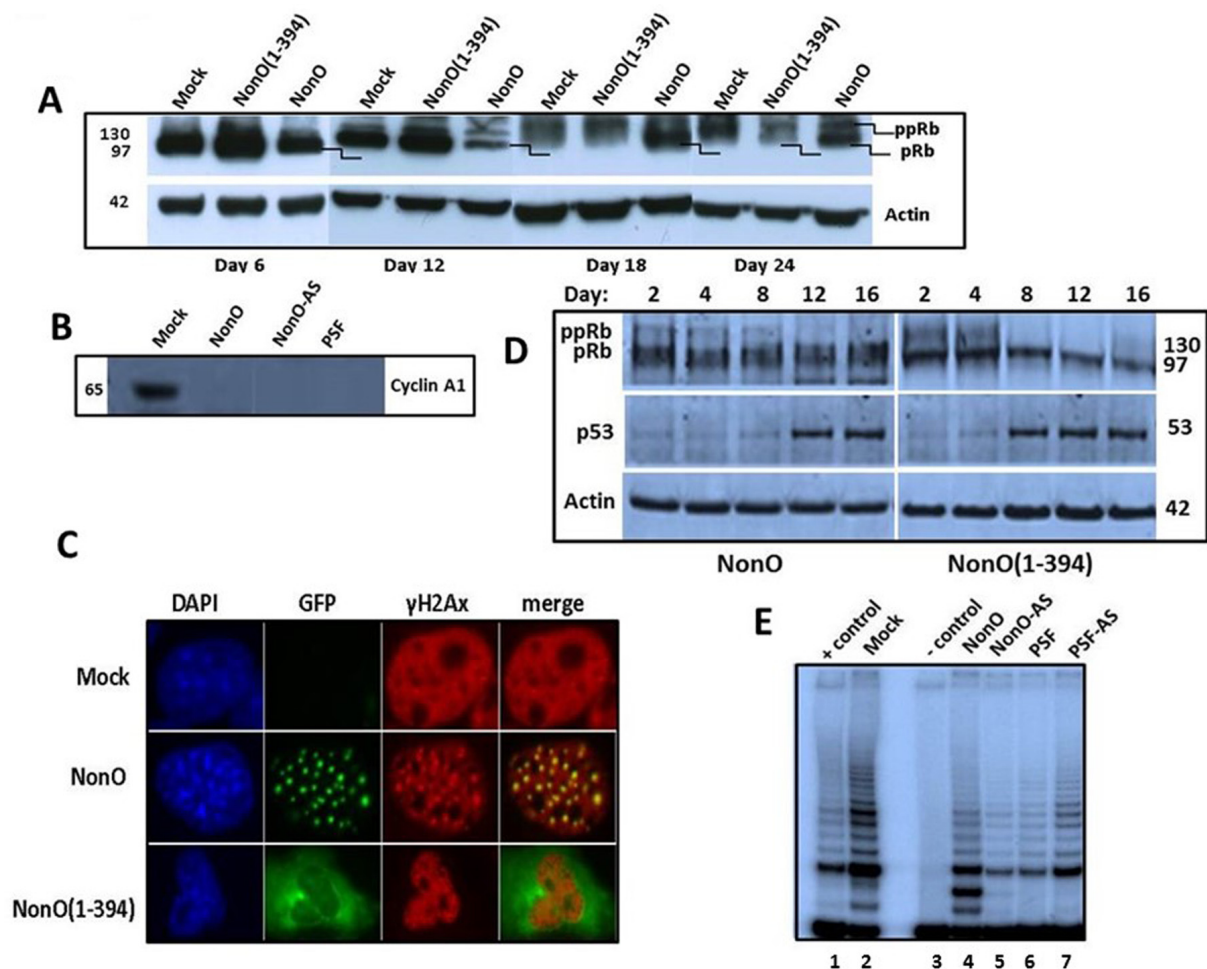 A
Mock NonO(1-394) NonO Mock NonO(1-394) NonO Mock NonO(1-394) NonO Mock NonO(1-394) NonO
130
97
ppRb
pRb
42
Actin
Day 6 Day 12 Day 18 Day 24
B
Mock NonO NonO-AS PSF
65
Cyclin A1
D
Day: 2 4 8 12 16 2 4 8 12 16
ppRb
pRb
130
97
p53
53
Actin
42
NonO NonO(1-394)
C
DAPI GFP γH2Ax merge
Mock
NonO
NonO(1-394)
E
+ control Mock - control NonO NonO-AS PSF PSF-AS
1 2 3 4 5 6 7